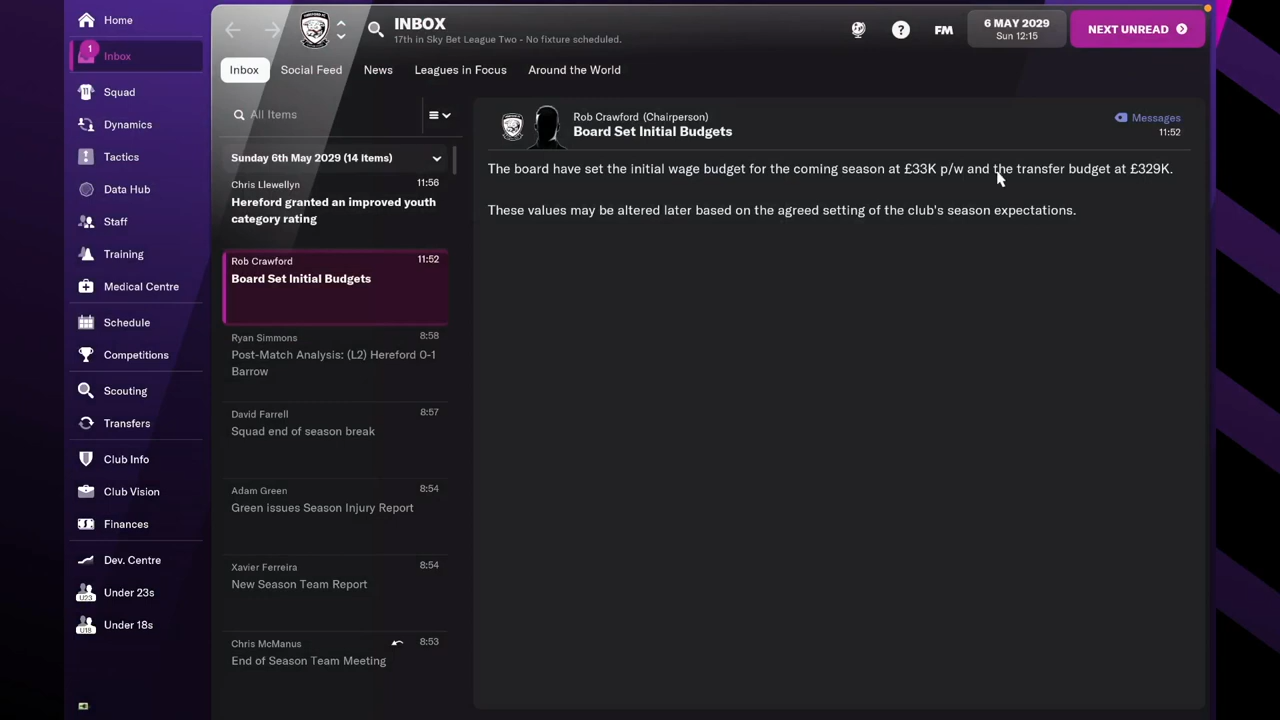 Home
1
Inbox
Squad
Dynamics
Tactics
Data Hub
Staff
Training
Medical Centre
Schedule
Competitions
Scouting
Transfers
Club Info
Club Vision
Finances
Dev. Centre
U23
Under 23s
U18
Under 18s
INBOX
17th in Sky Bet League Two - No fixture scheduled.
?
FM
6 MAY 2029
Sun 12:15
NEXT UNREAD
Inbox
Social Feed
News
Leagues in Focus
Around the World
All Items
Sunday 6th May 2029 (14 Items)
Chris Llewellyn
11:56
Hereford granted an improved youth
category rating
Rob Crawford
11:52
Board Set Initial Budgets
Ryan Simmons
8:58
Post-Match Analysis: (L2) Hereford 0-1
Barrow
David Farrell
8:57
Squad end of season break
Adam Green
8:54
Green issues Season Injury Report
Xavier Ferreira
8:54
New Season Team Report
Chris McManus
8:53
End of Season Team Meeting
Rob Crawford (Chairperson)
Board Set Initial Budgets
Messages
11:52
The board have set the initial wage budget for the coming season at £33K p/w and the transfer budget at £329K.
These values may be altered later based on the agreed setting of the club's season expectations.